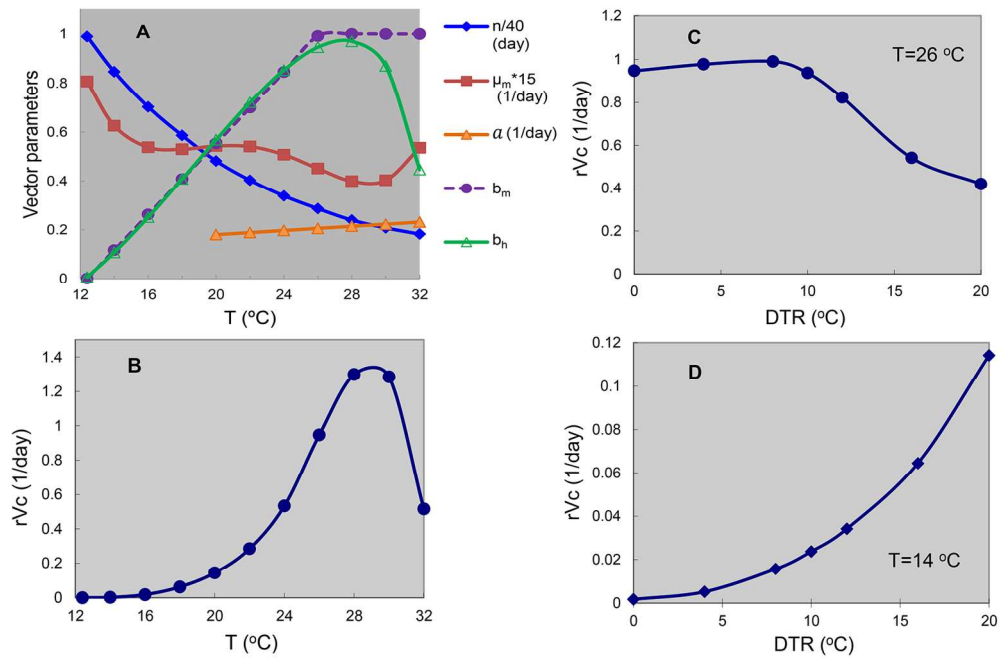 A
Vector parameters
1
0.8
0.6
0.4
0.2
0
12 16 20 24 28 32
T (ºC)
n/40
(day)
µm*15
(1/day)
a (1/day)
bm
bh
B
rVc (1/day)
1.4
1.2
1
0.8
0.6
0.4
0.2
0
12 14 16 18 20 22 24 26 28 30 32
T (ºC)
C
T=26 ºC
rVc (1/day)
1.2
1
0.8
0.6
0.4
0.2
0
0 5 10 15 20
DTR (ºC)
D
T=14 ºC
rVc (1/day)
0.12
0.1
0.08
0.06
0.04
0.02
0
0 5 10 15 20
DTR (ºC)